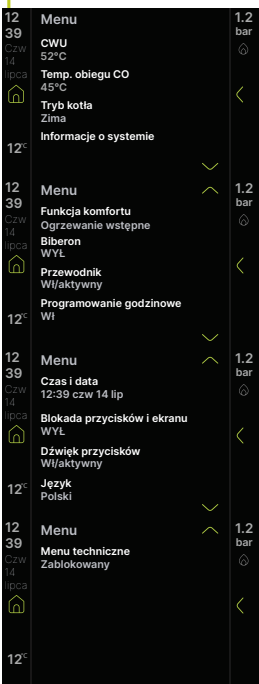 12
39
Czw
14
lipca
12°C
Menu
CWU
52°C
Temp. obiegu CO
45°C
Tryb kotła
Zima
Informacje o systemie
1.2
bar
12
39
Czw
14
lipca
12°C
Menu
Funkcja komfortu
Ogrzewanie wstępne
Biberon
WYŁ
Przewodnik
Wł/aktywny
Programowanie godzinowe
Wł
1.2
bar
12
39
Czw
14
lipca
12°C
Menu
Czas i data
12:39 czw 14 lip
Blokada przycisków i ekranu
WYŁ
Dźwięk przycisków
Wł/aktywny
Język
Polski
1.2
bar
12
39
Czw
14
lipca
12°C
Menu
Menu techniczne
Zablokowany
1.2
bar